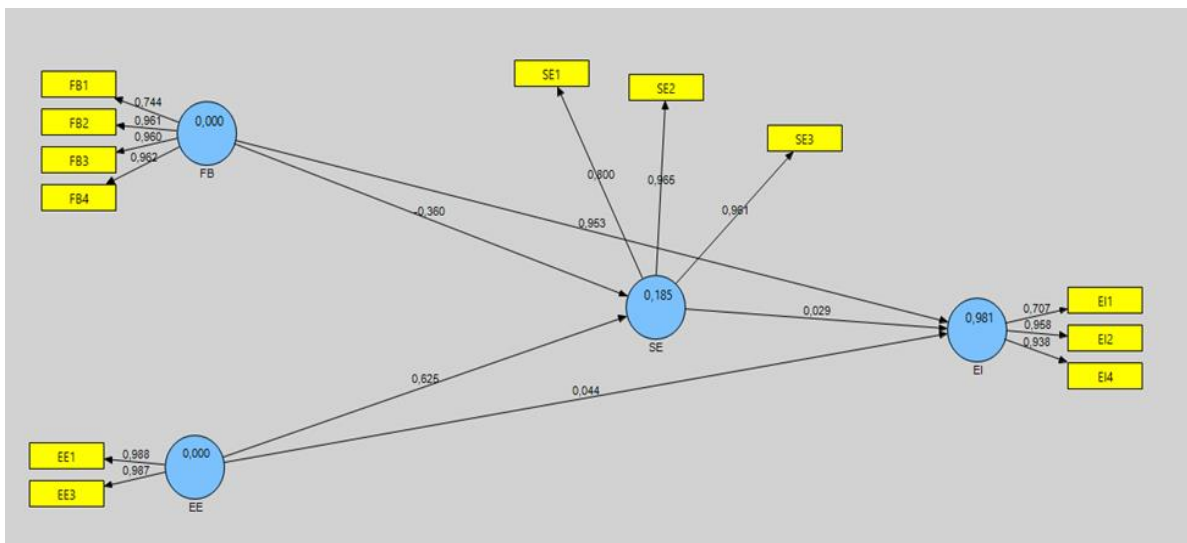 FB1
0,744
FB2
0,961
FB3
0,960
FB4
0,962
0,000
FB
SE1
SE2
SE3
0,800
0,965
0,961
-0,360
0,953
0,185
SE
0,029
0,981
EI
0,707
EI1
0,958
EI2
0,938
EI4
0,625
0,044
EE1
0,988
EE3
0,987
0,000
EE